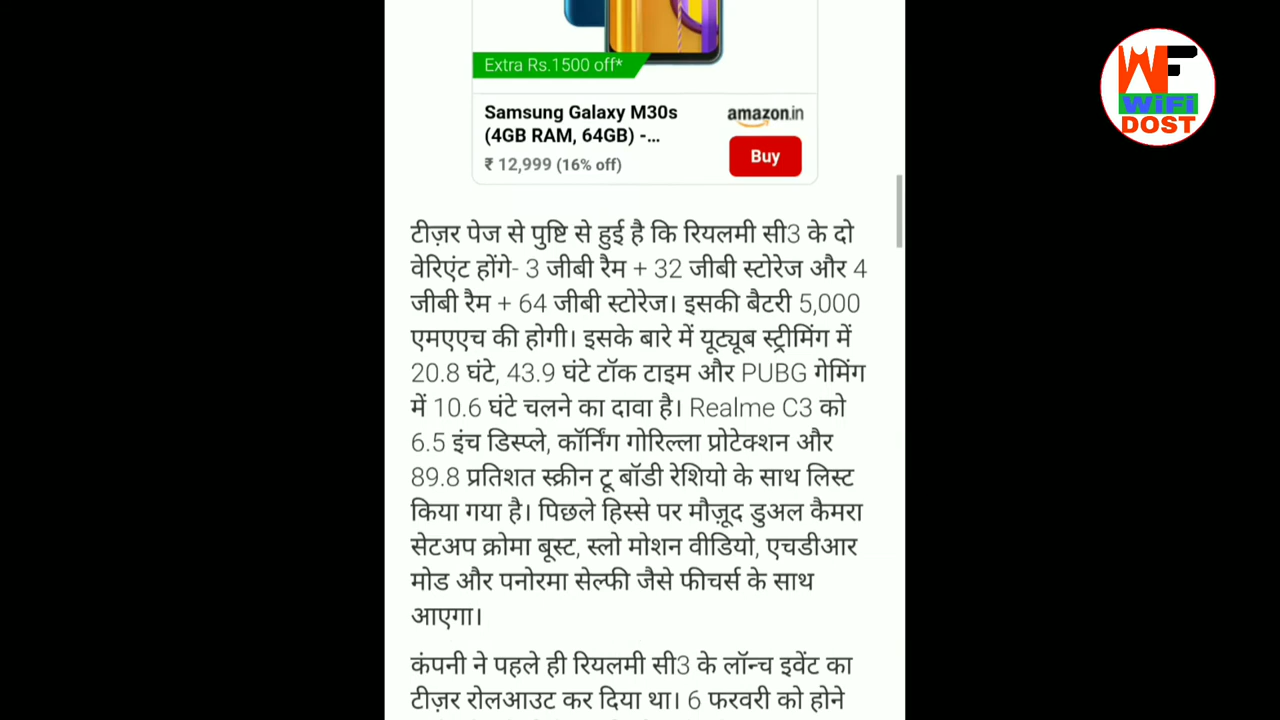 Extra Rs.1500 off*
Samsung Galaxy M30s
(4GB RAM, 64GB) -...
₹ 12,999 (16% off)
amazon.in
Buy
WF
WiFi
DOST
टीज़र पेज से पुष्टि से हुई है कि रियलमी सी3 के दो
वेरिएंट होंगे- 3 जीबी रैम + 32 जीबी स्टोरेज और 4
जीबी रैम + 64 जीबी स्टोरेज। इसकी बैटरी 5,000
एमएएच की होगी। इसके बारे में यूट्यूब स्ट्रीमिंग में
20.8 घंटे, 43.9 घंटे टॉक टाइम और PUBG गेमिंग
में 10.6 घंटे चलने का दावा है। Realme C3 को
6.5 इंच डिस्प्ले, कॉर्निंग गोरिल्ला प्रोटेक्शन और
89.8 प्रतिशत स्क्रीन टू बॉडी रेशियो के साथ लिस्ट
किया गया है। पिछले हिस्से पर मौज़ूद डुअल कैमरा
सेटअप क्रोमा बूस्ट, स्लो मोशन वीडियो, एचडीआर
मोड और पनोरमा सेल्फी जैसे फीचर्स के साथ
आएगा।
कंपनी ने पहले ही रियलमी सी3 के लॉन्च इवेंट का
टीज़र रोलआउट कर दिया था। 6 फरवरी को होने